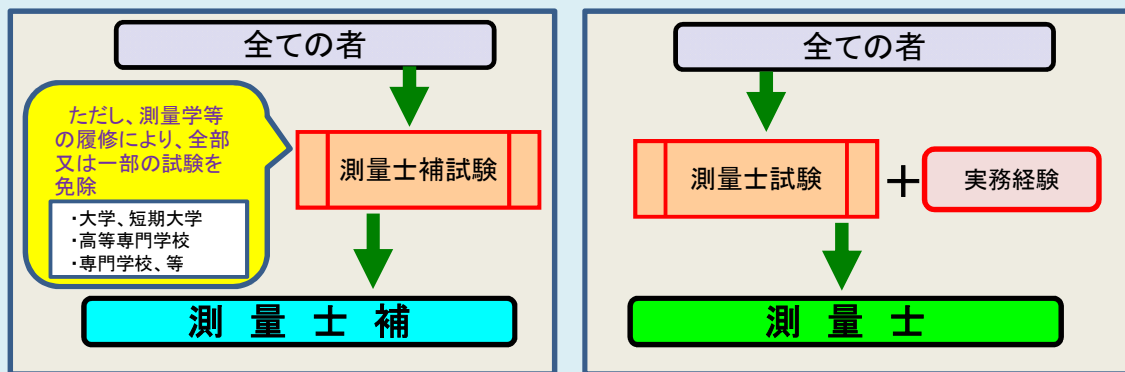 全ての者
ただし、測量学等
の履修により、全部
又は一部の試験を
免除
・大学、短期大学
・高等専門学校
・専門学校、等
測量士補試験
測量士補
全ての者
測量士試験
＋
実務経験
測量士